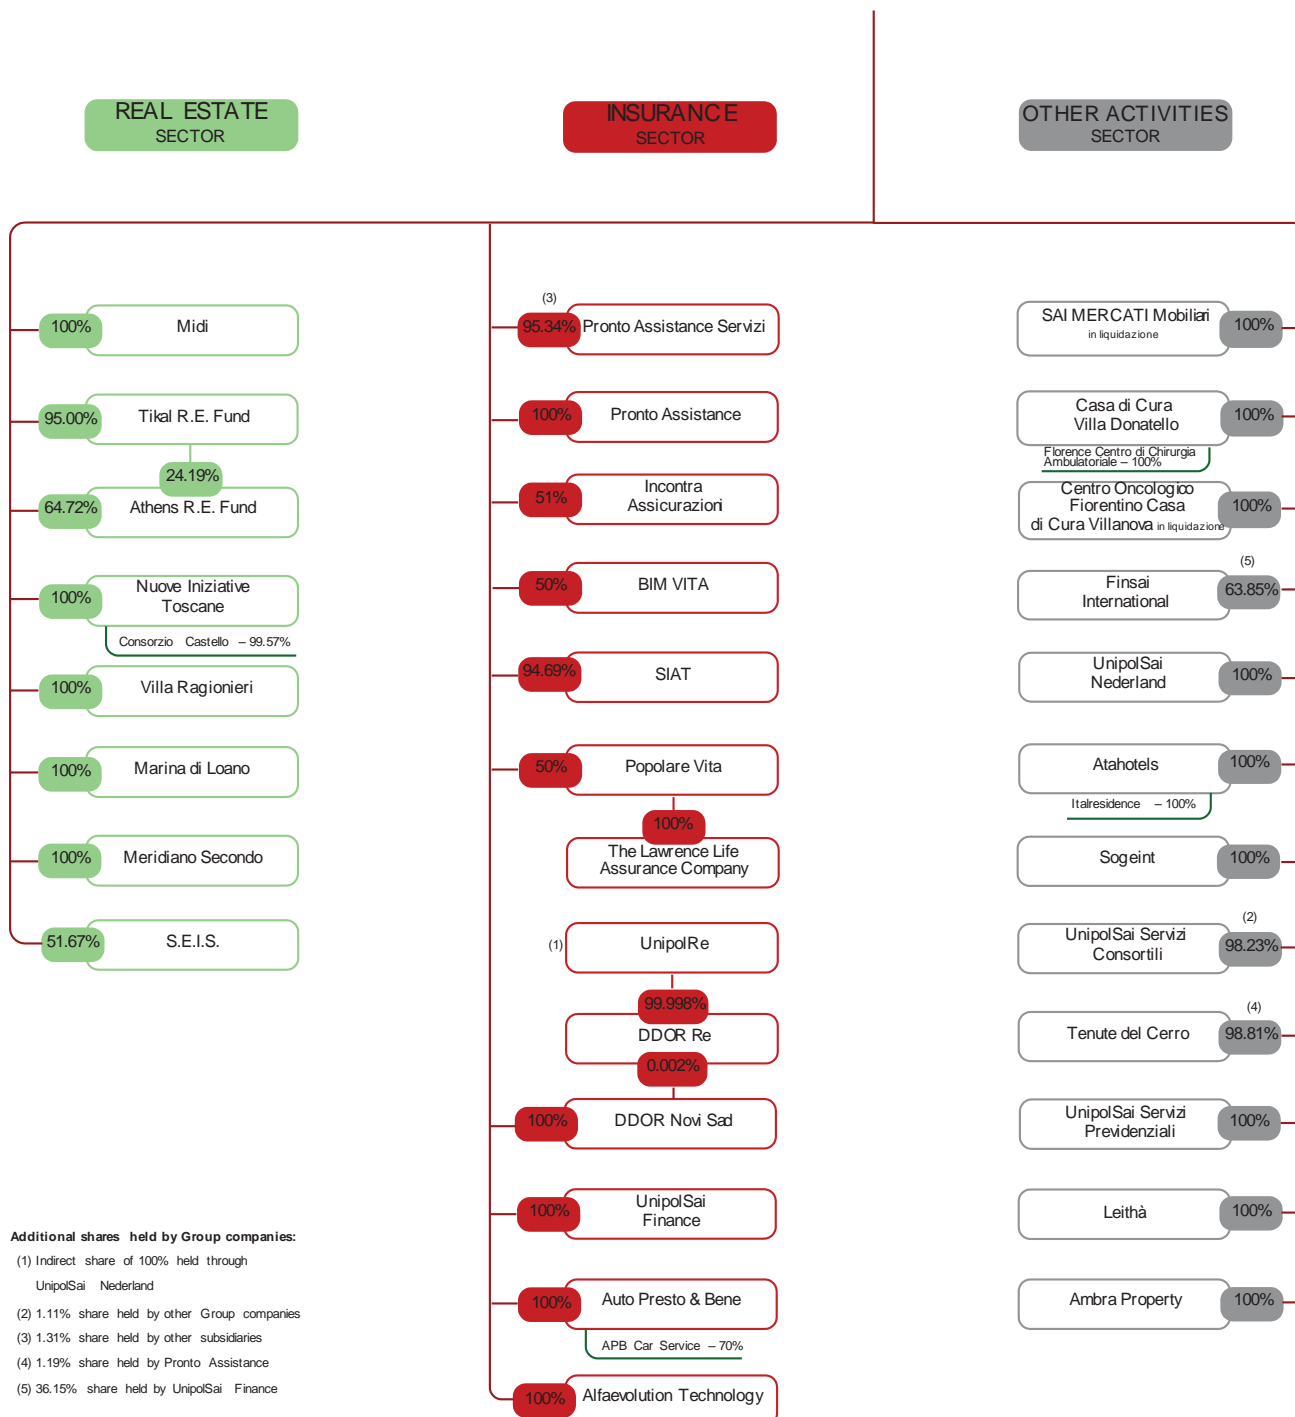 REAL ESTATE
SECTOR
100%
Midi
95.00%
Tikal R.E. Fund
24.19%
64.72%
Athens R.E. Fund
100%
Nuove Iniziative
Toscane
Consorzio Castello – 99.57%
100%
Villa Ragionieri
100%
Marina di Loano
100%
Meridiano Secondo
51.67%
S.E.I.S.
INSURANCE
SECTOR
(3)
95.34%
Pronto Assistance Servizi
100%
Pronto Assistance
51%
Incontra
Assicurazioni
50%
BIM VITA
94.69%
SIAT
50%
Popolare Vita
100%
The Lawrence Life
Assurance Company
(1)
UnipolRe
99.998%
DDOR Re
0.002%
100%
DDOR Novi Sad
100%
UnipolSai
Finance
100%
Auto Presto & Bene
APB Car Service – 70%
100%
Alfaevolution Technology
OTHER ACTIVITIES
SECTOR
SAI MERCATI Mobiliari
in liquidazione
100%
Casa di Cura
Villa Donatello
100%
Florence Centro di Chirurgia
Ambulatoriale – 100%
Centro Oncologico
Fiorentino Casa
di Cura Villanova in liquidazione
100%
(5)
Finsai
International
63.85%
UnipolSai
Nederland
100%
Atahotels
100%
Italresidence – 100%
Sogeint
100%
(2)
UnipolSai Servizi
Consortili
98.23%
(4)
Tenute del Cerro
98.81%
UnipolSai Servizi
Previdenziali
100%
Leithà
100%
Ambra Property
100%
Additional shares held by Group companies:
(1) Indirect share of 100% held through
UnipolSai Nederland
(2) 1.11% share held by other Group companies
(3) 1.31% share held by other subsidiaries
(4) 1.19% share held by Pronto Assistance
(5) 36.15% share held by UnipolSai Finance